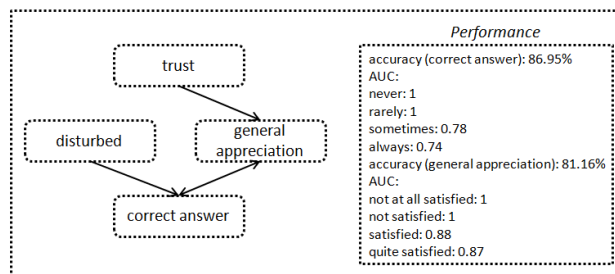 trust
disturbed
general
appreciation
correct answer
Performance
accuracy (correct answer): 86.95%
AUC:
never: 1
rarely: 1
sometimes: 0.78
always: 0.74
accuracy (general appreciation): 81.16%
AUC:
not at all satisfied: 1
not satisfied: 1
satisfied: 0.88
quite satisfied: 0.87